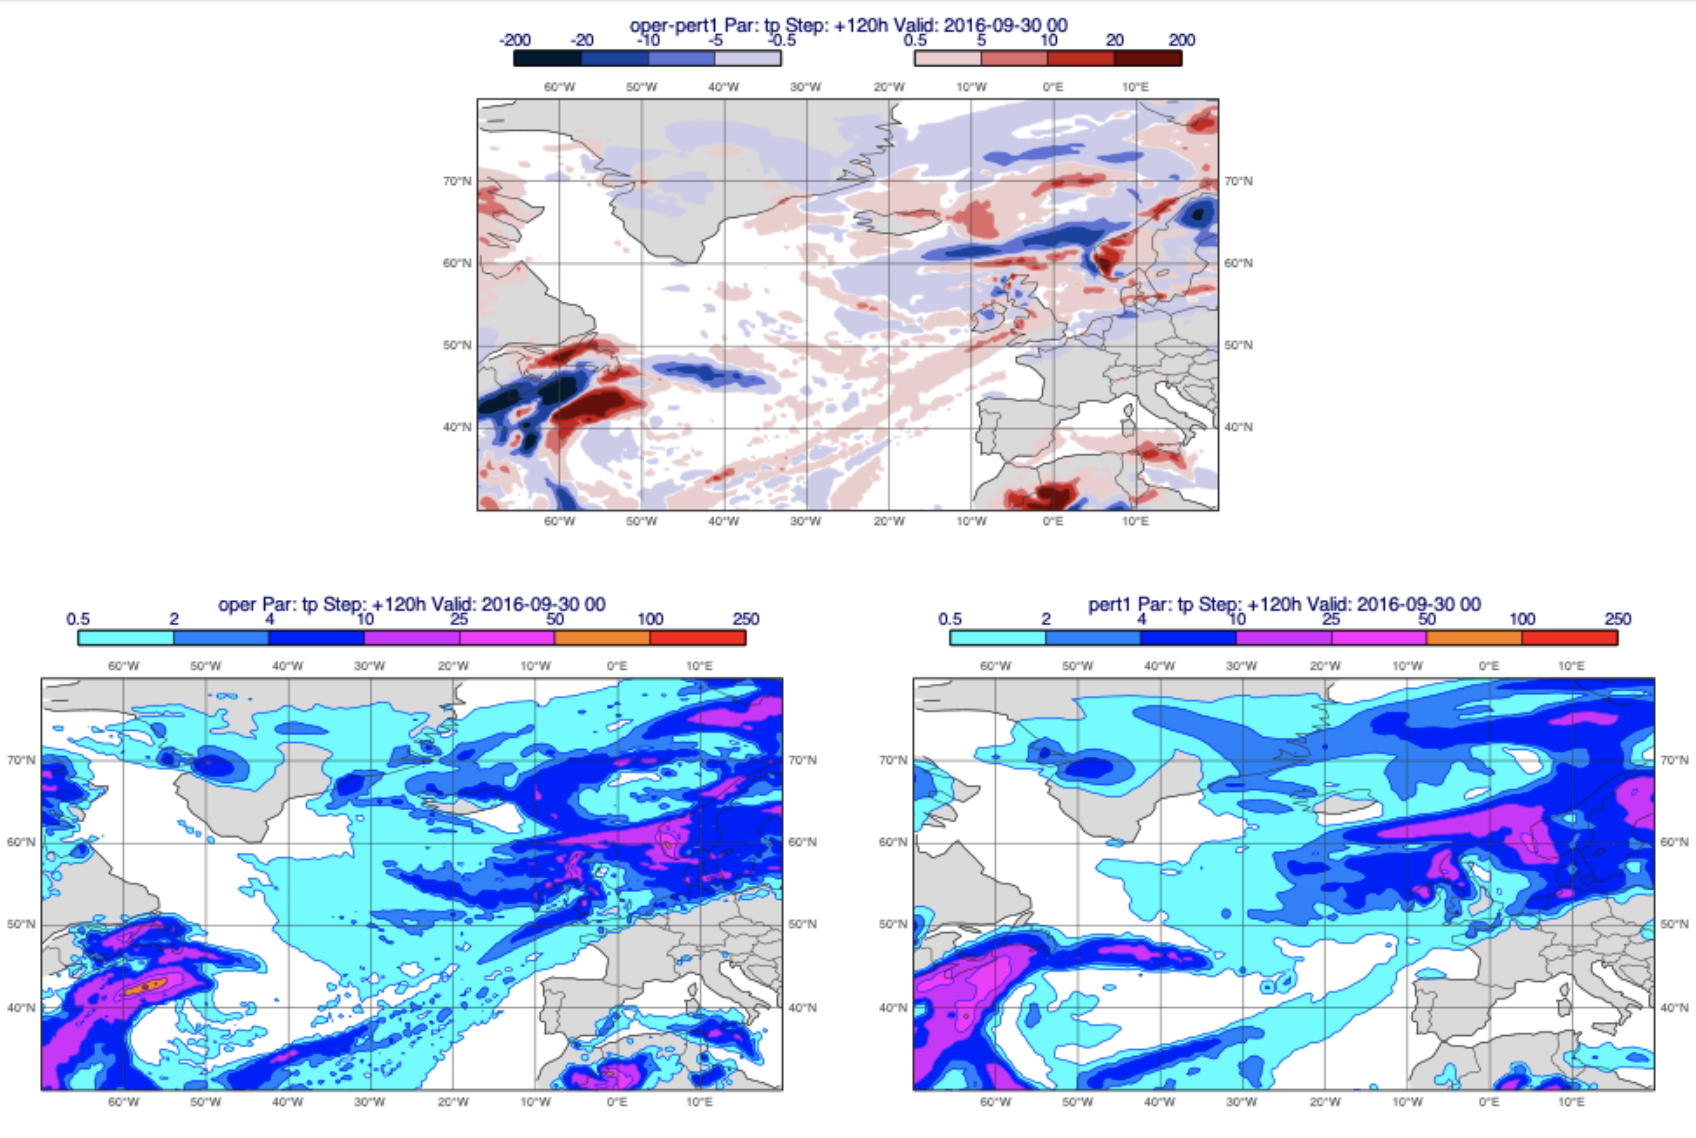 oper-pert1 Par: tp Step: +120h Valid: 2016-09-30 00
-200 -20 -10 -5 -0.5 0.5 5 10 20 200
60°W 50°W 40°W 30°W 20°W 10°W 0°E 10°E
70°N 70°N
60°N 60°N
50°N 50°N
40°N 40°N
60°W 50°W 40°W 30°W 20°W 10°W 0°E 10°E
oper Par: tp Step: +120h Valid: 2016-09-30 00
0.5 2 4 10 25 50 100 250
60°W 50°W 40°W 30°W 20°W 10°W 0°E 10°E
70°N 70°N
60°N 60°N
50°N 50°N
40°N 40°N
60°W 50°W 40°W 30°W 20°W 10°W 0°E 10°E
pert1 Par: tp Step: +120h Valid: 2016-09-30 00
0.5 2 4 10 25 50 100 250
60°W 50°W 40°W 30°W 20°W 10°W 0°E 10°E
70°N 70°N
60°N 60°N
50°N 50°N
40°N 40°N
60°W 50°W 40°W 30°W 20°W 10°W 0°E 10°E